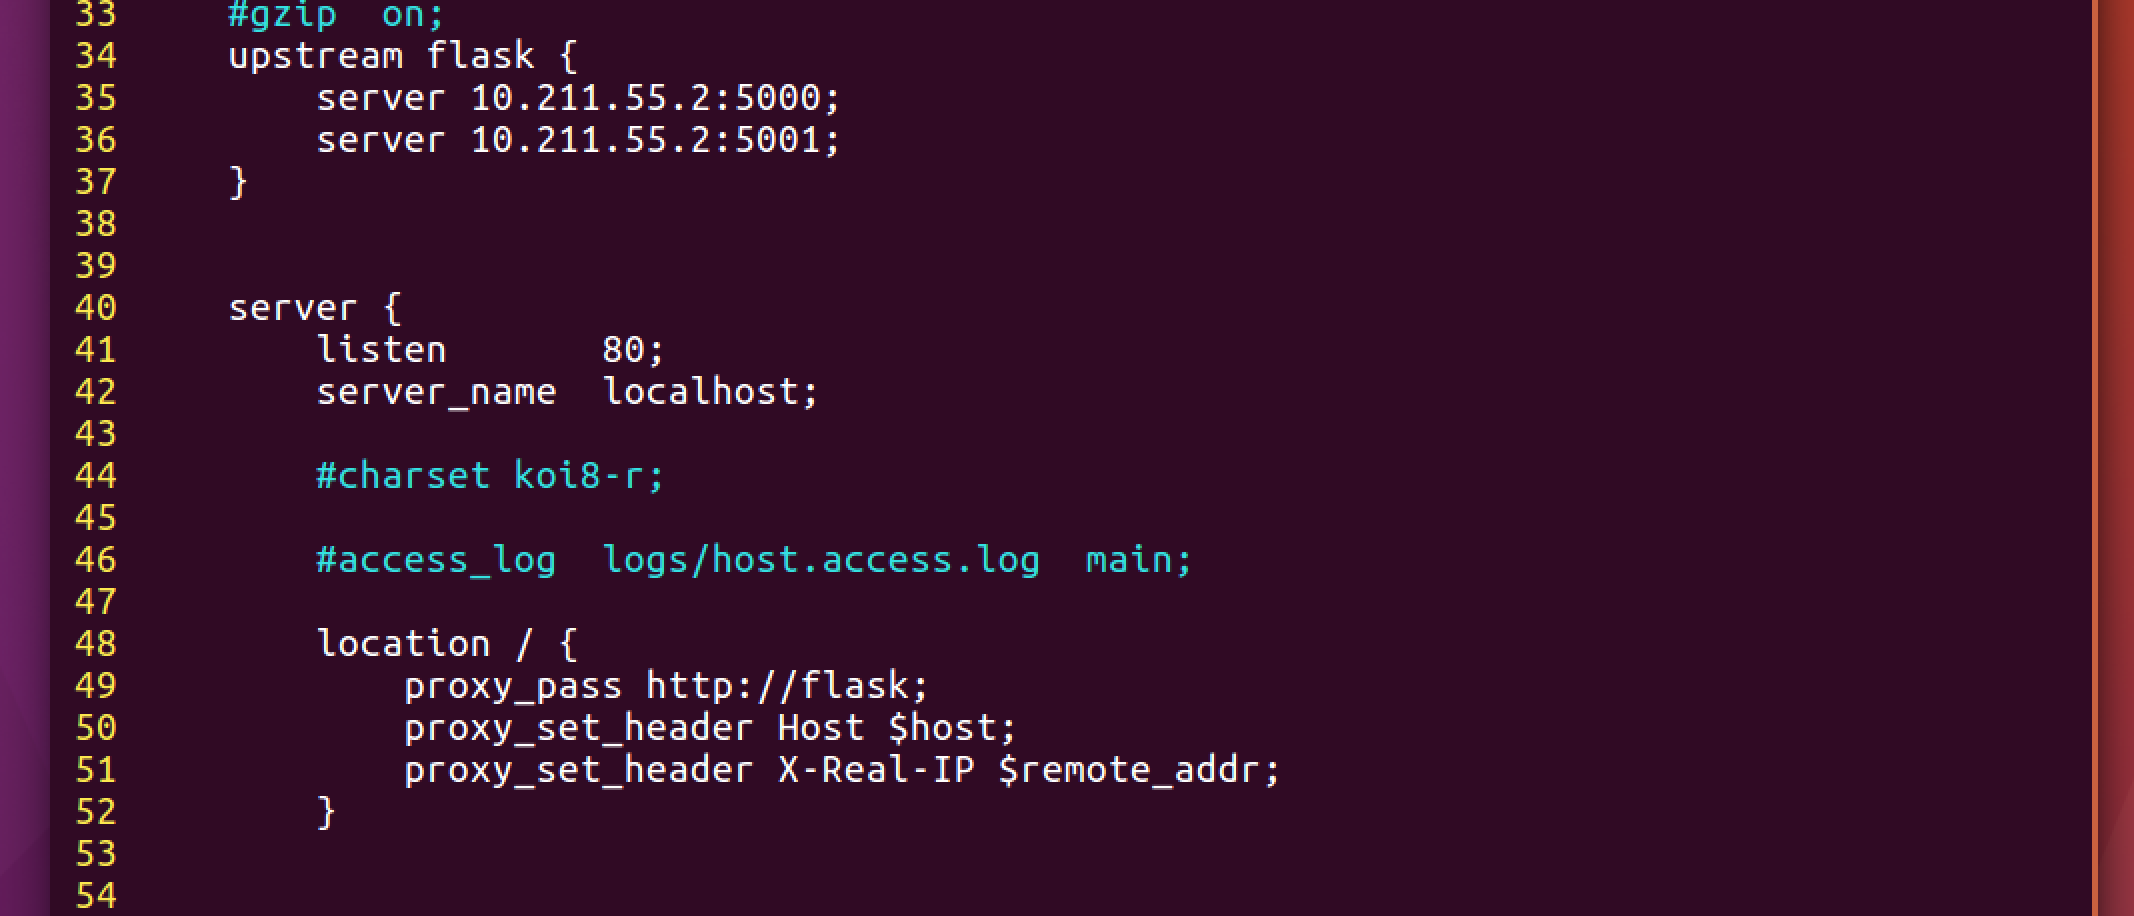 33     #gzip  on;
34     upstream flask {
35         server 10.211.55.2:5000;
36         server 10.211.55.2:5001;
37     }
38
39
40     server {
41         listen       80;
42         server_name  localhost;
43
44         #charset koi8-r;
45
46         #access_log  logs/host.access.log  main;
47
48         location / {
49             proxy_pass http://flask;
50             proxy_set_header Host $host;
51             proxy_set_header X-Real-IP $remote_addr;
52         }
53
54